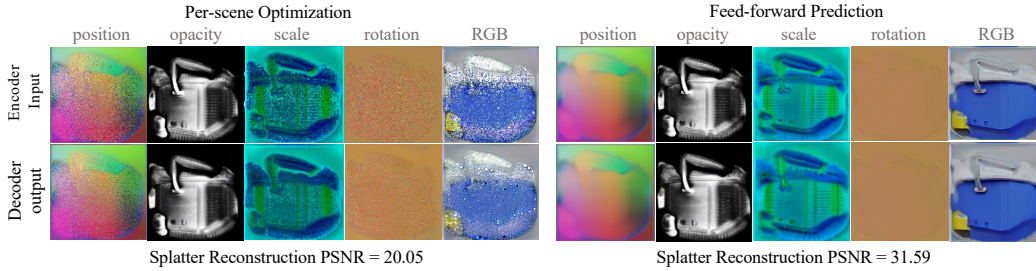 Per-scene Optimization
position opacity scale rotation RGB
Encoder Input
Decoder output
Splatter Reconstruction PSNR = 20.05
Feed-forward Prediction
position opacity scale rotation RGB
Splatter Reconstruction PSNR = 31.59